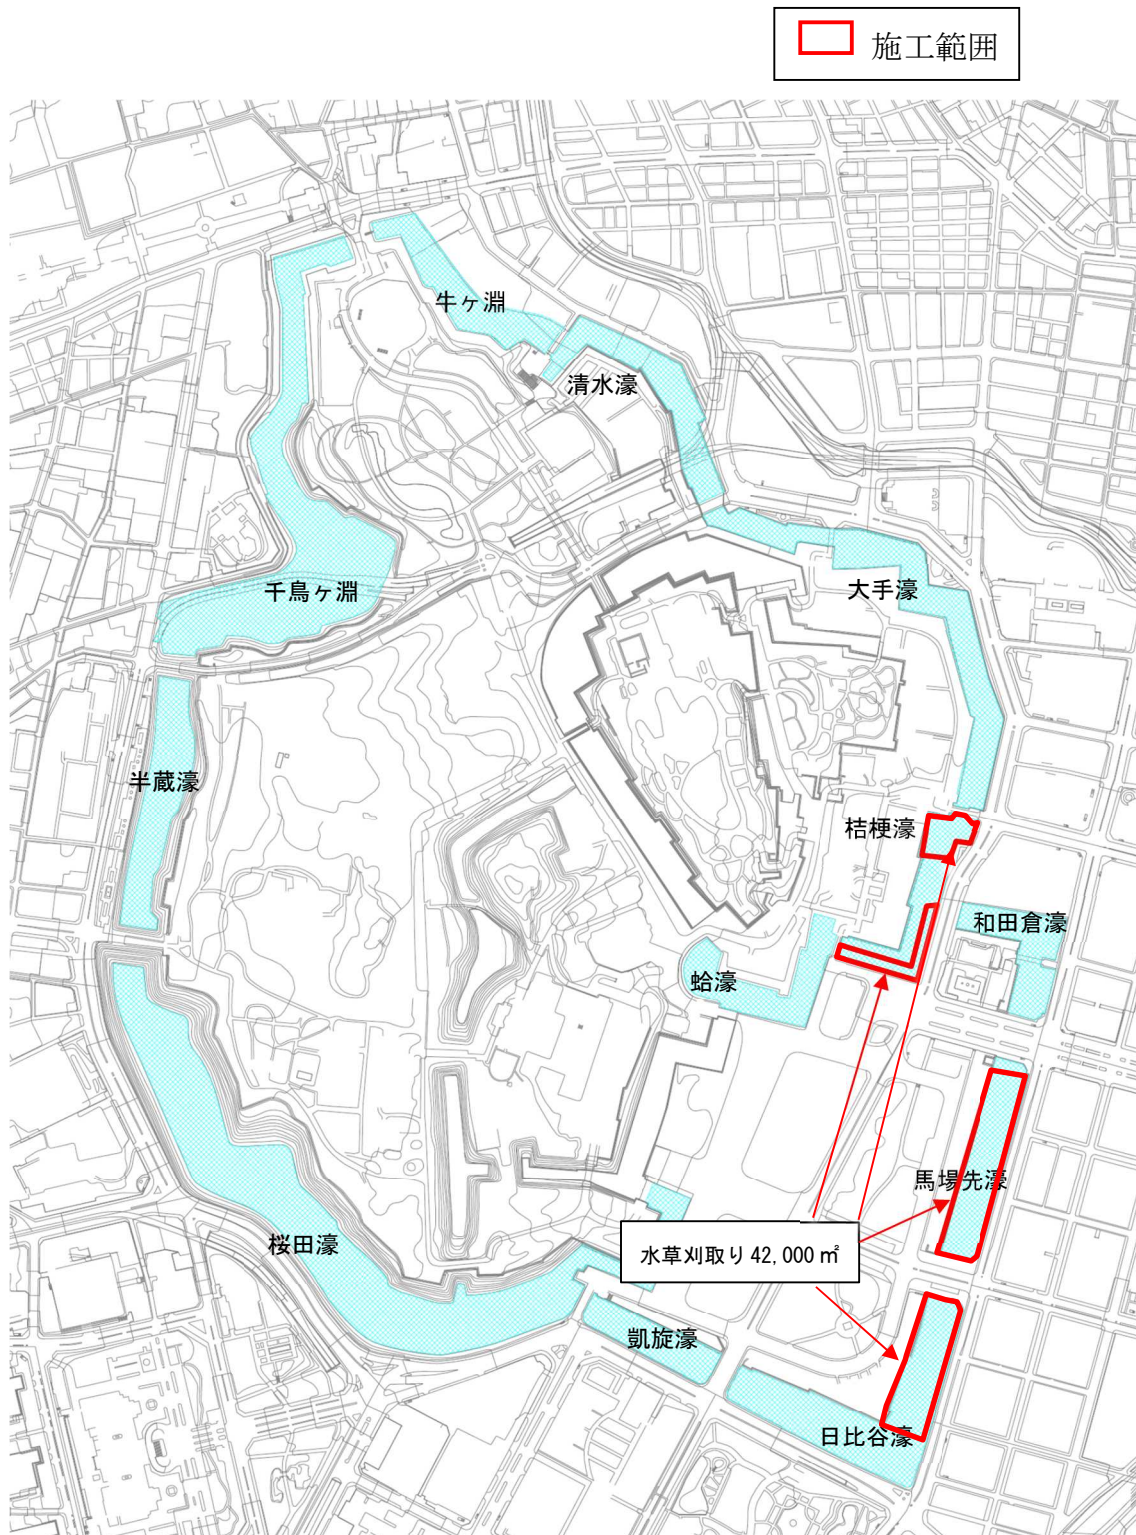 施工範囲
牛ヶ淵
清水濠
千鳥ヶ淵
大手濠
半蔵濠
桔梗濠
和田倉濠
蛤濠
馬場先濠
桜田濠
水草刈取り42,000㎡
凱旋濠
日比谷濠